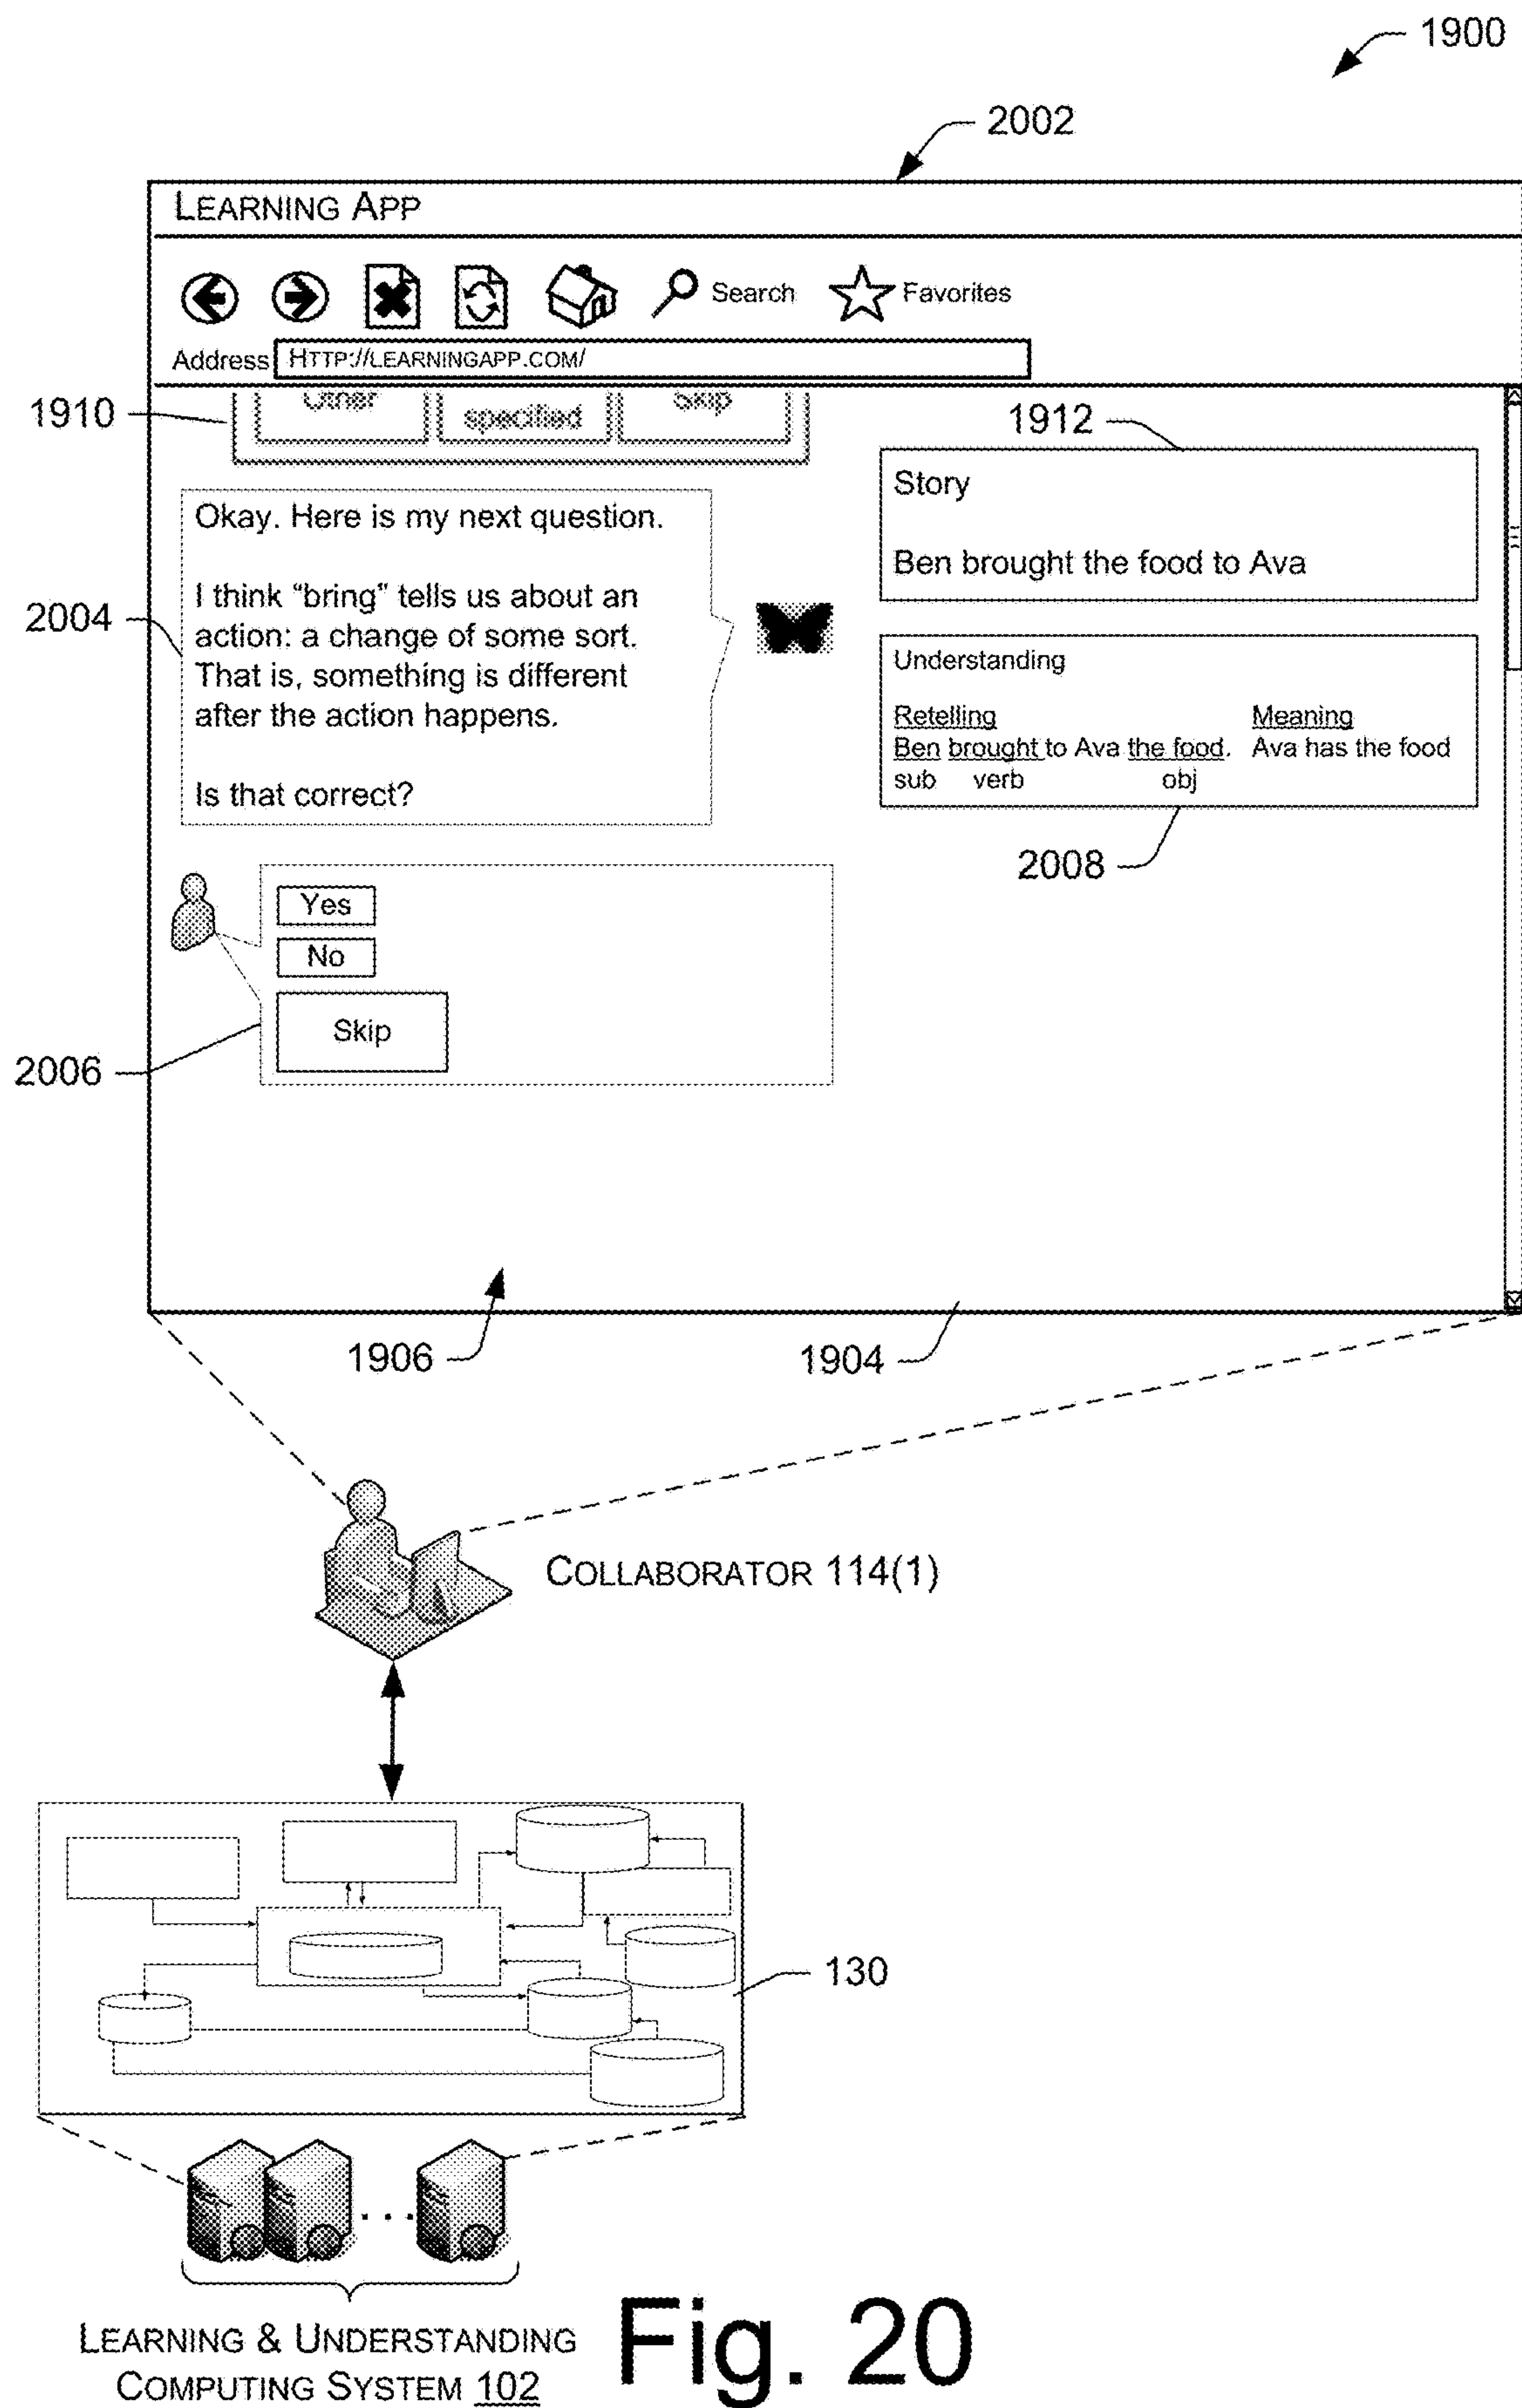 1900
2002
LEARNING APP
Search
Favorites
Address HTTP://LEARNINGAPP.COM/
1910
Other
specified
Skip
1912
Story
Ben brought the food to Ava
2004
Okay. Here is my next question.
I think “bring” tells us about an
action: a change of some sort.
That is, something is different
after the action happens.
Is that correct?
Understanding
Retelling Meaning
Ben brought to Ava the food. Ava has the food
sub verb obj
2008
Yes
No
Skip
2006
1906
1904
COLLABORATOR 114(1)
130
LEARNING & UNDERSTANDING
COMPUTING SYSTEM 102
Fig. 20